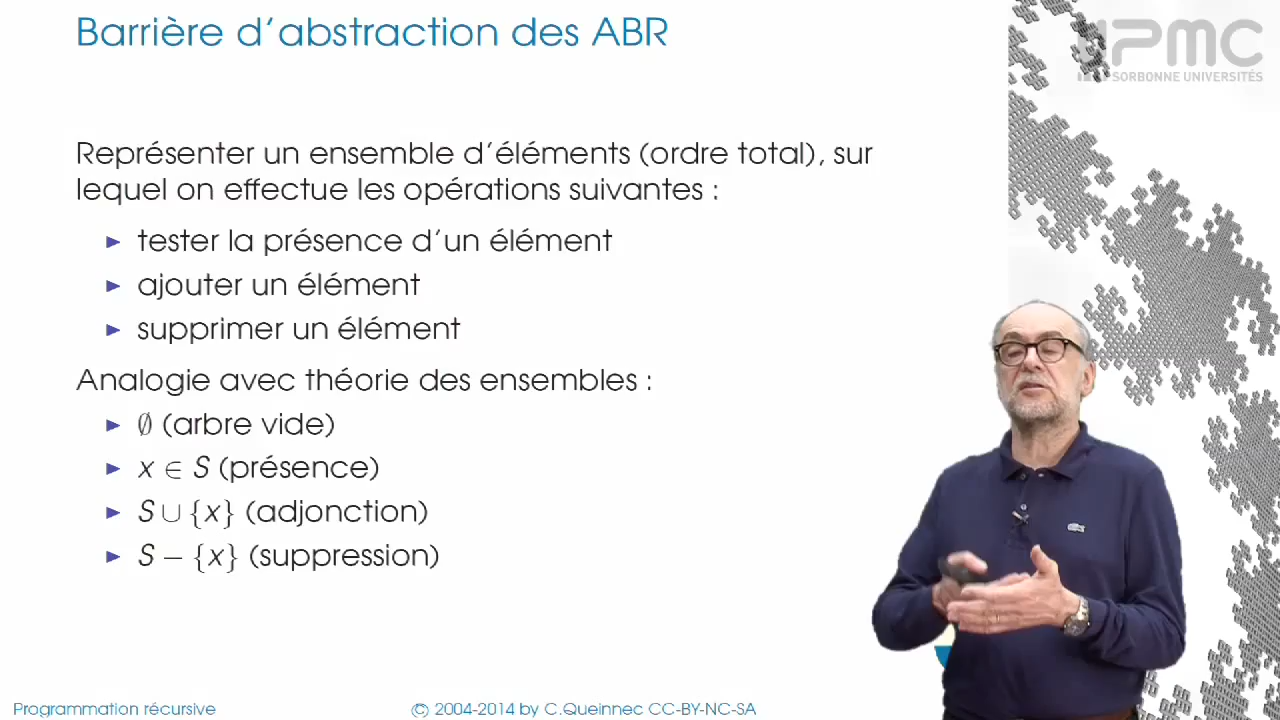 Barrière d'abstraction des ABR
UPMC
SORBONNE UNIVERSITÉS
Représenter un ensemble d'éléments (ordre total), sur
lequel on effectue les opérations suivantes :
▶ tester la présence d'un élément
▶ ajouter un élément
▶ supprimer un élément
Analogie avec théorie des ensembles :
▶ ∅ (arbre vide)
▶ x ∈ S (présence)
▶ S ∪ {x} (adjonction)
▶ S − {x} (suppression)
Programmation récursive
© 2004-2014 by C.Queinnec CC-BY-NC-SA